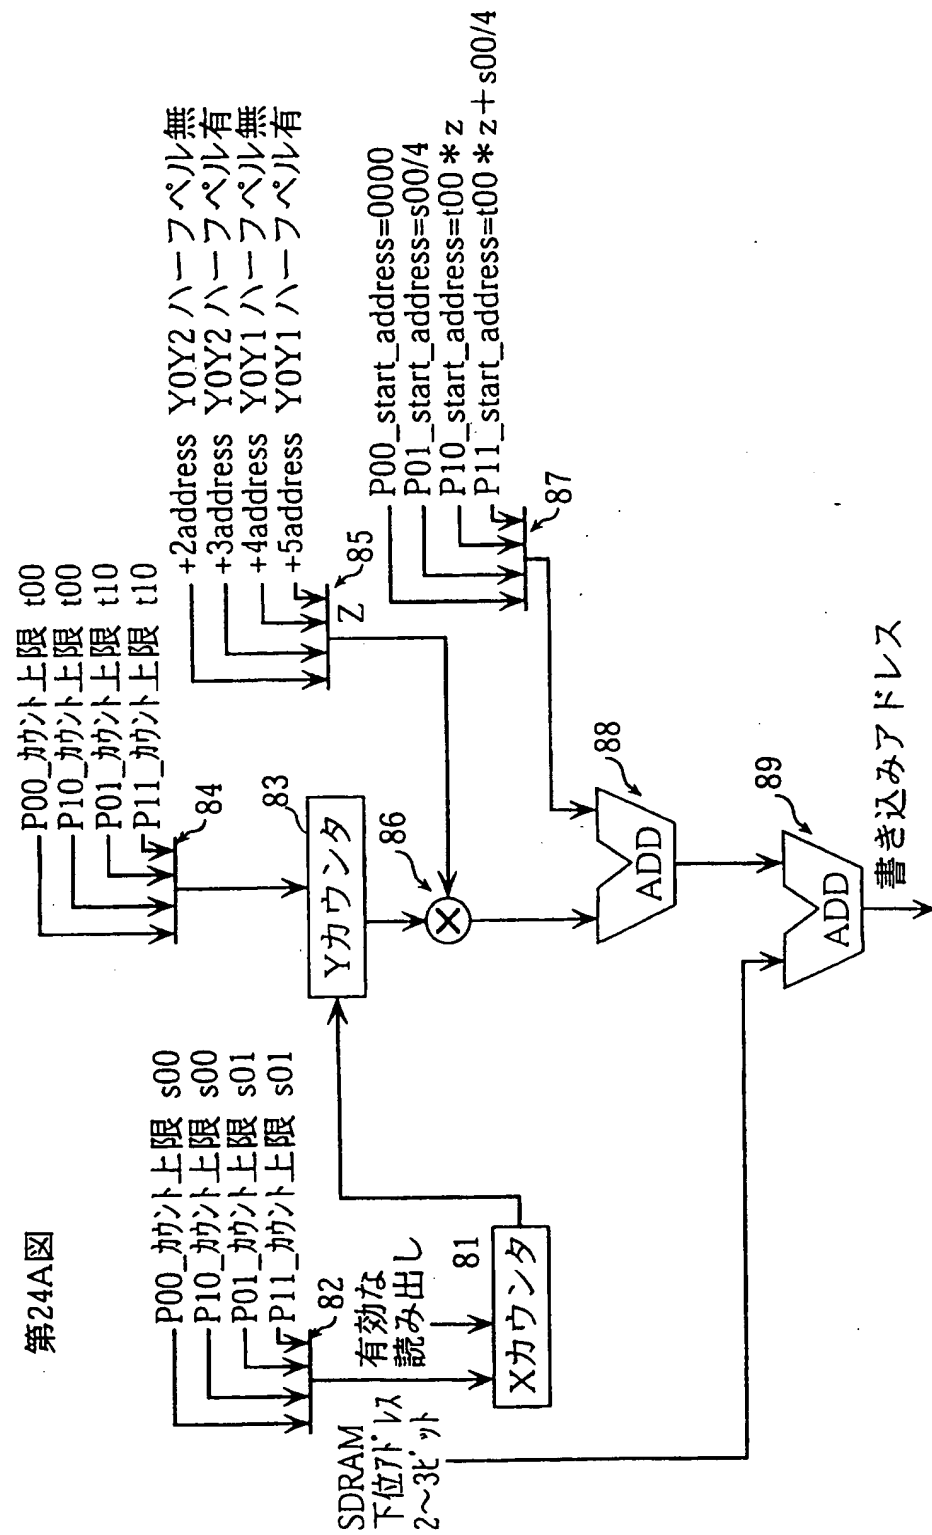 第24A図
P00_ｶｳﾝﾄ上限 s00
P10_ｶｳﾝﾄ上限 s00
P01_ｶｳﾝﾄ上限 s01
P11_ｶｳﾝﾄ上限 s01
82
有効な
読み出し
81
Xカウンタ
SDRAM
下位ｱﾄﾞﾚｽ
2～3ﾋﾞｯﾄ
P00_ｶｳﾝﾄ上限 t00
P10_ｶｳﾝﾄ上限 t00
P01_ｶｳﾝﾄ上限 t10
P11_ｶｳﾝﾄ上限 t10
84
83
Yカウンタ
86
+2address Y0Y2 ハーフペル無
+3address Y0Y2 ハーフペル有
+4address Y0Y1 ハーフペル無
+5address Y0Y1 ハーフペル有
85
Z
P00_start_address=0000
P01_start_address=s00/4
P10_start_address=t00＊z
P11_start_address=t00＊z＋s00/4
87
88
ADD
89
ADD
書き込みアドレス